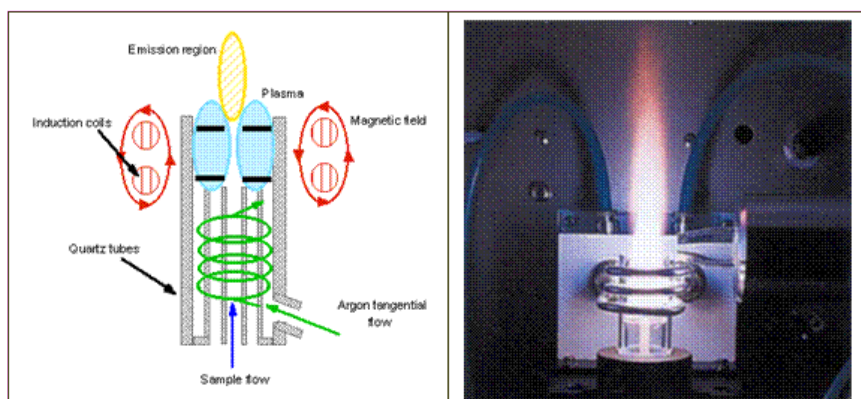 Emission region
Plasma
Induction coils
Magnetic field
Quartz tubes
Argon tangential
flow
Sample flow